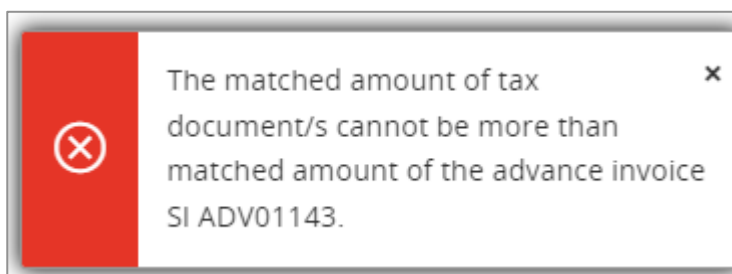 The matched amount of tax
document/s cannot be more than
matched amount of the advance invoice
SI ADV01143.